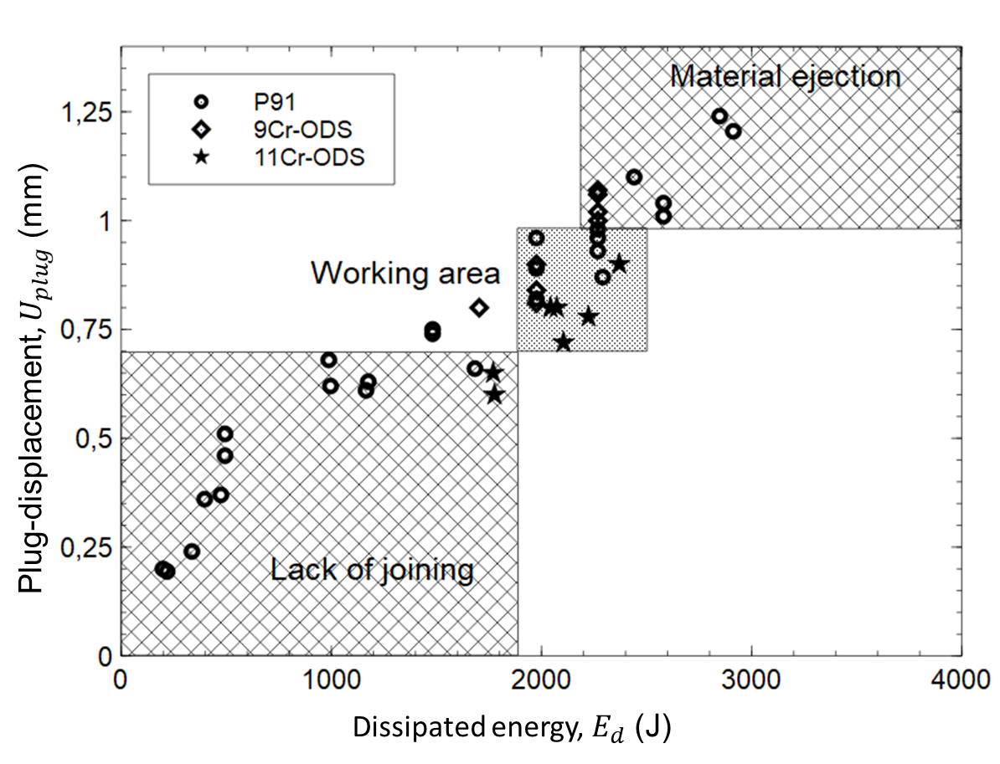 Material ejection
P91
9Cr-ODS
11Cr-ODS
Working area
Lack of joining
1,25
1
0,75
0,5
0,25
0
0 1000 2000 3000 4000
Plug-displacement, U_plug (mm)
Dissipated energy, E_d (J)